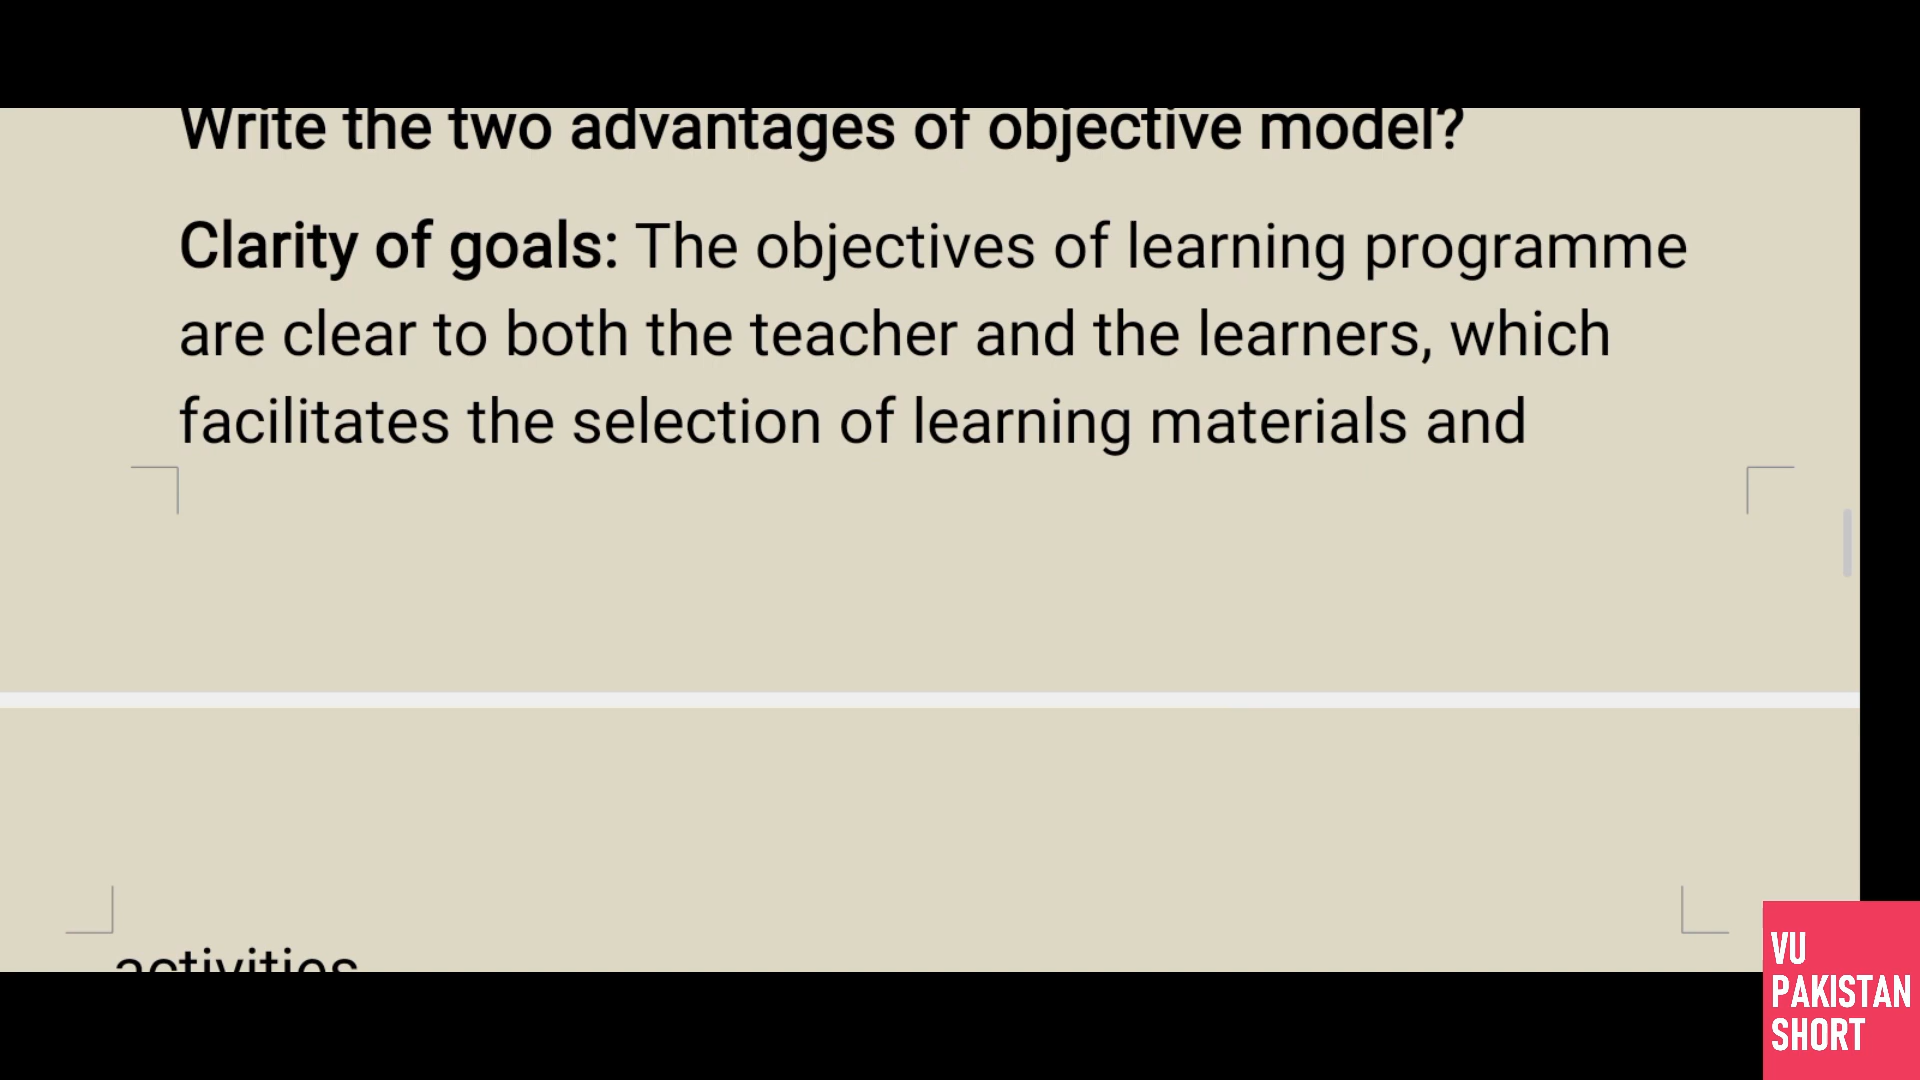 Write the two advantages of objective model?
Clarity of goals: The objectives of learning programme
are clear to both the teacher and the learners, which
facilitates the selection of learning materials and
activities
VU
PAKISTAN
SHORT